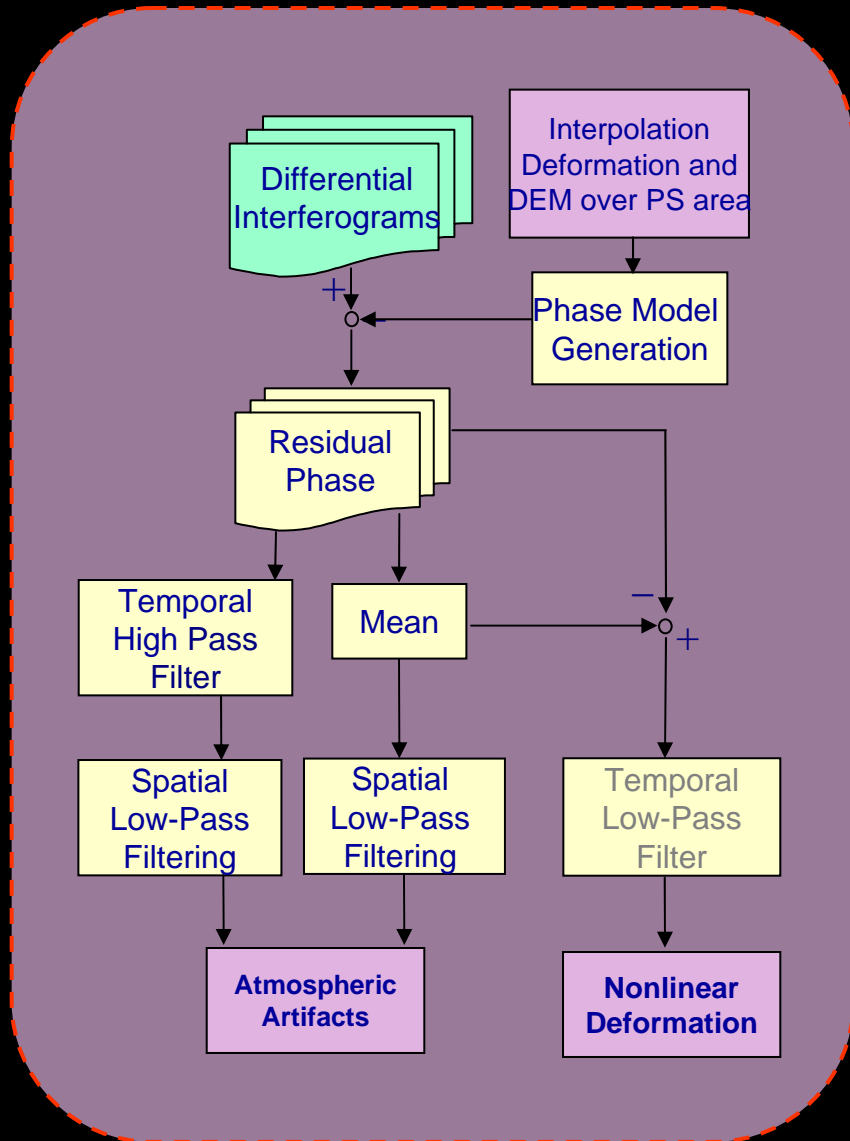 Differential
Interferograms
Interpolation
Deformation and
DEM over PS area
+
-
Phase Model
Generation
Residual
Phase
Temporal
High Pass
Filter
Mean
−
+
Spatial
Low-Pass
Filtering
Spatial
Low-Pass
Filtering
Temporal
Low-Pass
Filter
Atmospheric
Artifacts
Nonlinear
Deformation